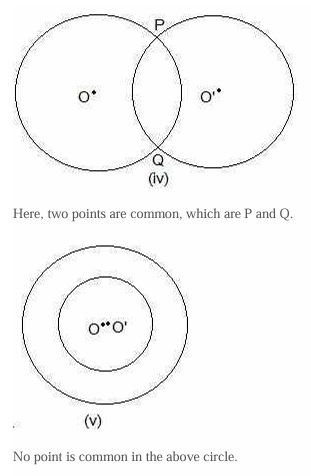 P
O O'
Q
(iv)
Here, two points are common, which are P and Q.
O O'
(v)
No point is common in the above circle.